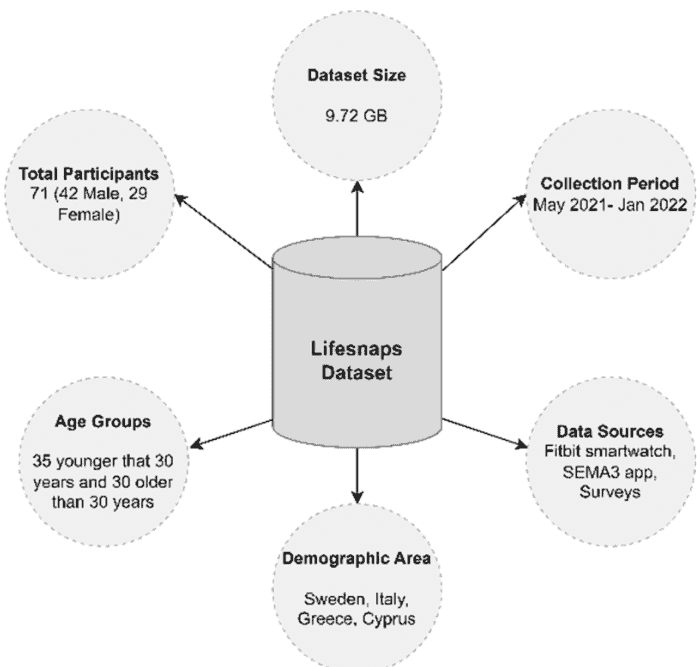 Dataset Size
9.72 GB
Total Participants
71 (42 Male, 29
Female)
Collection Period
May 2021- Jan 2022
Lifesnaps
Dataset
Age Groups
35 younger that 30
years and 30 older
than 30 years
Data Sources
Fitbit smartwatch,
SEMA3 app,
Surveys
Demographic Area
Sweden, Italy,
Greece, Cyprus